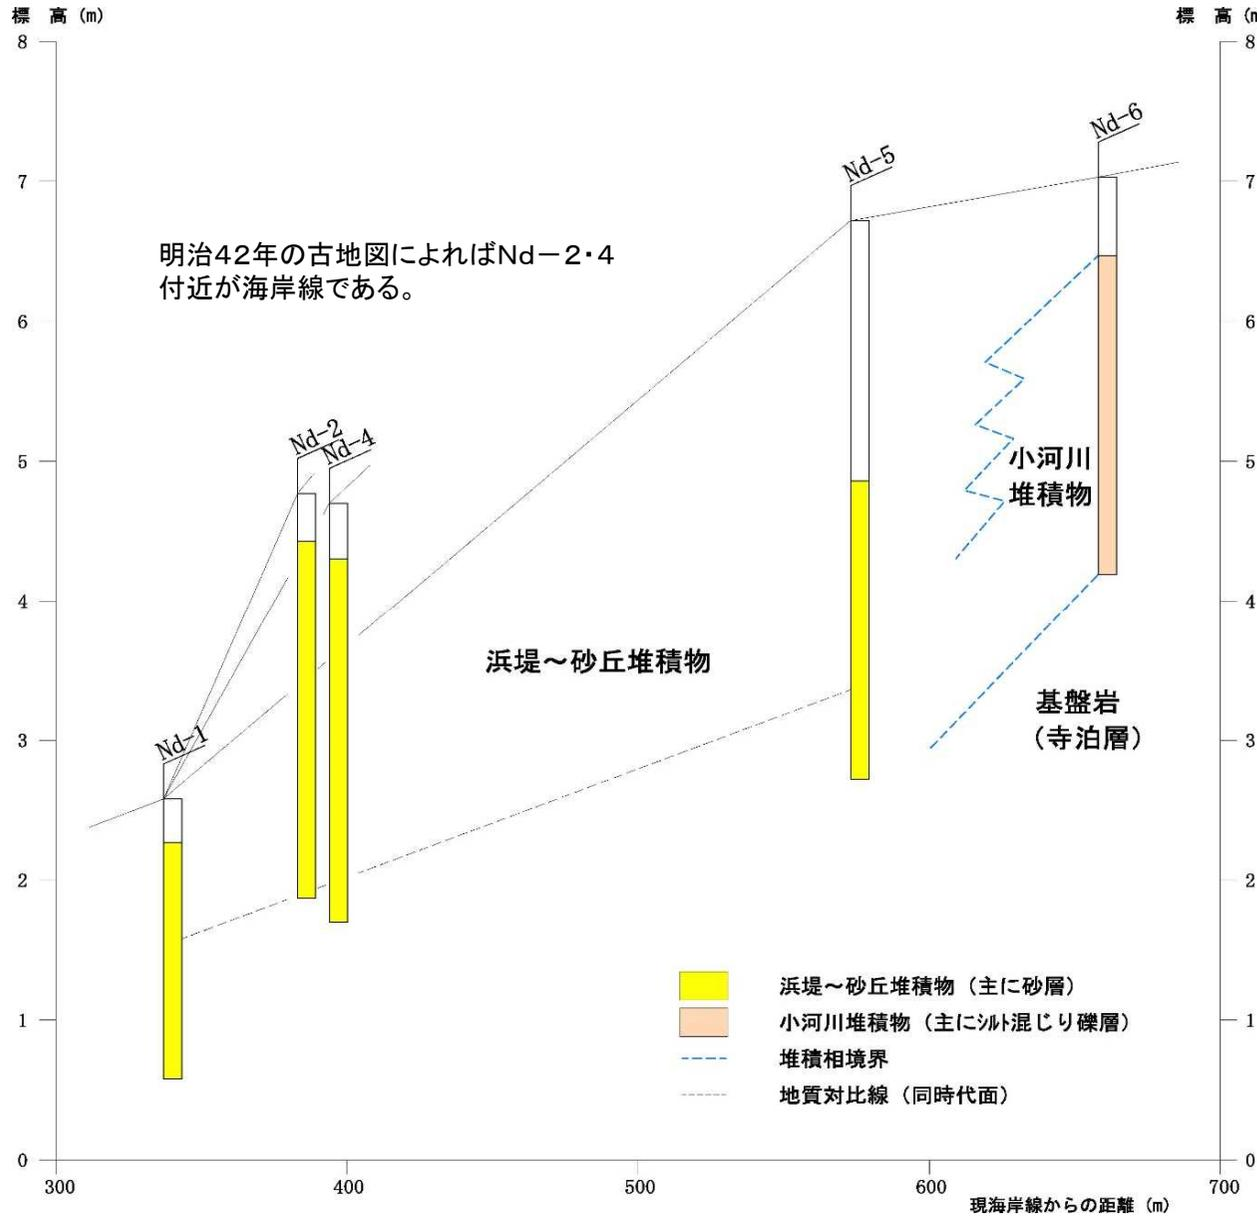 標 高 (m)
標 高 (m
8
8
7
7
6
6
5
5
4
4
3
3
2
2
1
1
0
0
Nd-6
Nd-5
明治42年の古地図によればNd－2・4
付近が海岸線である。
Nd-2
Nd-4
小河川
堆積物
浜堤～砂丘堆積物
基盤岩
（寺泊層）
Nd-1
浜堤～砂丘堆積物（主に砂層）
小河川堆積物（主にｼﾙﾄ混じり礫層）
堆積相境界
地質対比線（同時代面）
300
400
500
600
700
現海岸線からの距離 (m)